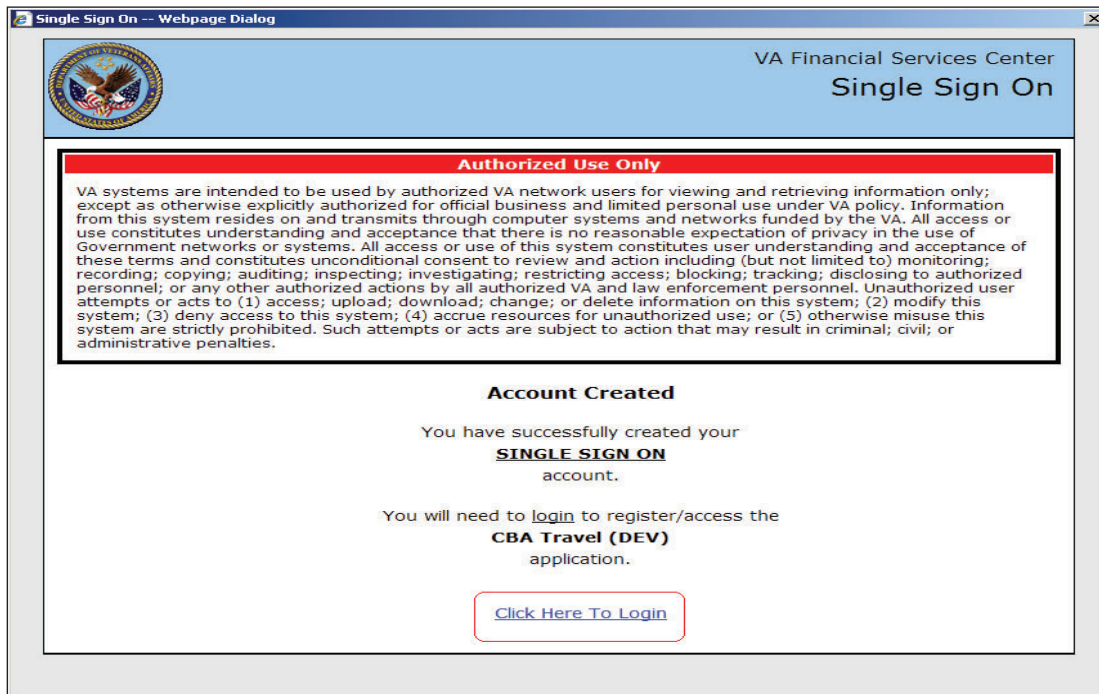 Single Sign On -- Webpage Dialog
VA Financial Services Center
Single Sign On
Authorized Use Only
VA systems are intended to be used by authorized VA network users for viewing and retrieving information only;
except as otherwise explicitly authorized for official business and limited personal use under VA policy. Information
from this system resides on and transmits through computer systems and networks funded by the VA. All access or
use constitutes understanding and acceptance that there is no reasonable expectation of privacy in the use of
Government networks or systems. All access or use of this system constitutes user understanding and acceptance of
these terms and constitutes unconditional consent to review and action including (but not limited to) monitoring;
recording; copying; auditing; inspecting; investigating; restricting access; blocking; tracking; disclosing to authorized
personnel; or any other authorized actions by all authorized VA and law enforcement personnel. Unauthorized user
attempts or acts to (1) access; upload; download; change; or delete information on this system; (2) modify this
system; (3) deny access to this system; (4) accrue resources for unauthorized use; or (5) otherwise misuse this
system are strictly prohibited. Such attempts or acts are subject to action that may result in criminal; civil; or
administrative penalties.
Account Created
You have successfully created your
SINGLE SIGN ON
account.
You will need to login to register/access the
CBA Travel (DEV)
application.
Click Here To Login